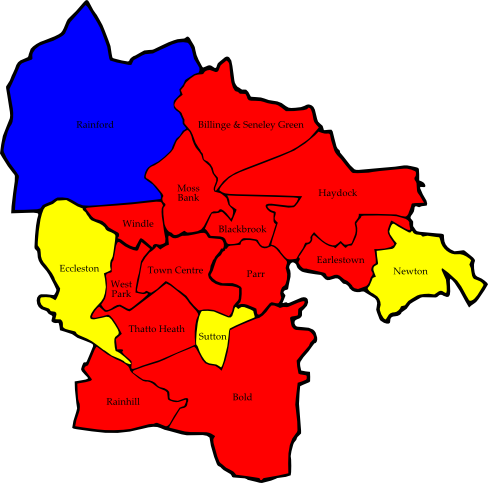 Rainford
Billinge & Seneley Green
Moss
Bank
Haydock
Windle
Blackbrook
Eccleston
Town Centre
Parr
Earlestown
Newton
West
Park
Thatto Heath
Sutton
Rainhill
Bold